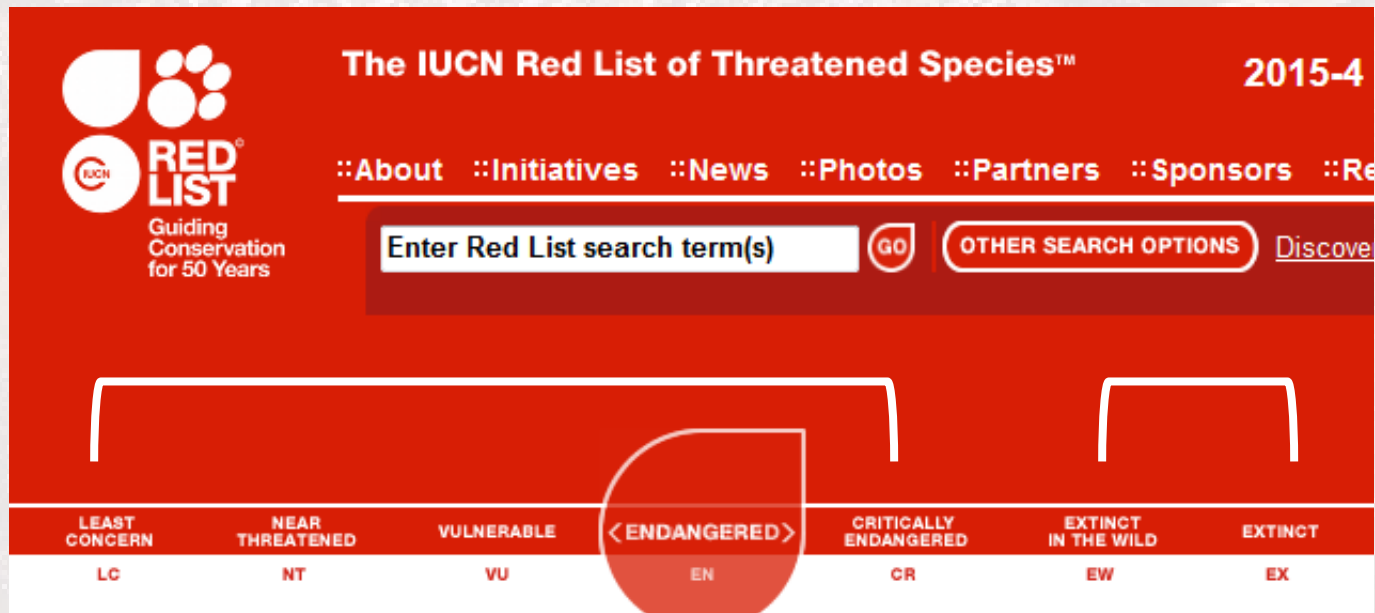 The IUCN Red List of Threatened Species™
2015-4
IUCN
RED
LIST©
Guiding
Conservation
for 50 Years
::About ::Initiatives ::News ::Photos ::Partners ::Sponsors ::Re
Enter Red List search term(s) GO OTHER SEARCH OPTIONS Discover
LEAST
CONCERN
NEAR
THREATENED
VULNERABLE
<ENDANGERED>
CRITICALLY
ENDANGERED
EXTINCT
IN THE WILD
EXTINCT
LC NT VU EN CR EW EX